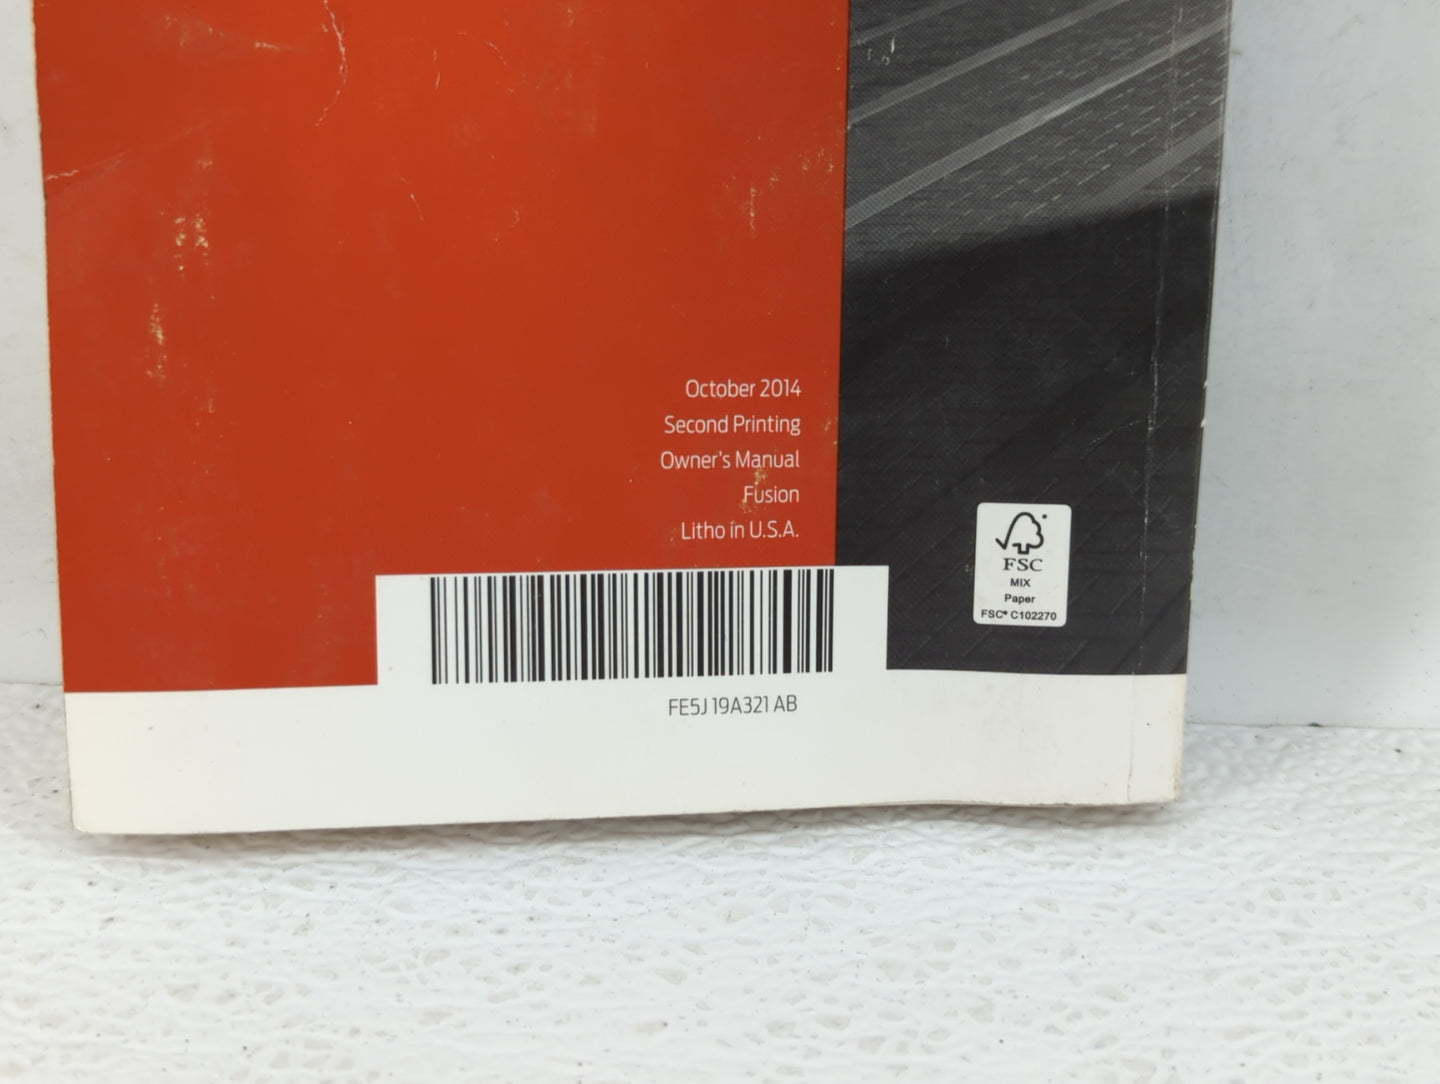 October 2014
Second Printing
Owner's Manual
Fusion
Litho in U.S.A.
FSC
MIX
Paper
FSC® C102270
FE5J 19A321 AB